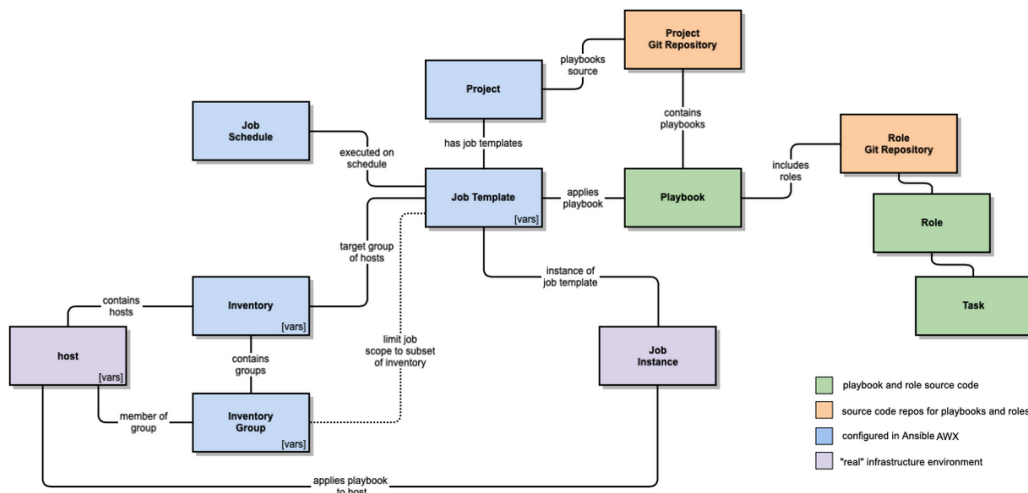 Project
Git Repository
playbooks
source
Project
Job
Schedule
contains
playbooks
Role
Git Repository
has job templates
executed on
schedule
includes
roles
Job Template
[vars]
applies
playbook
Playbook
Role
target group
of hosts
instance of
job template
contains
hosts
Inventory
[vars]
Task
host
[vars]
limit job
scope to subset
of inventory
Job
Instance
contains
groups
playbook and role source code
member of
group
Inventory
Group
[vars]
source code repos for playbooks and roles
configured in Ansible AWX
"real" infrastructure environment
applies playbook
to host